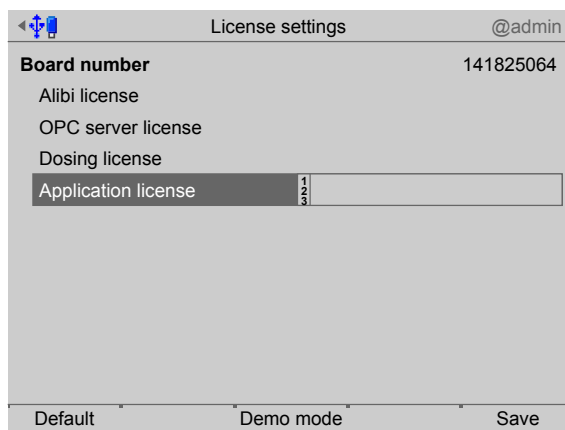 License settings @admin
Board number 141825064
Alibi license
OPC server license
Dosing license
Application license 1 2 3
Default Demo mode Save